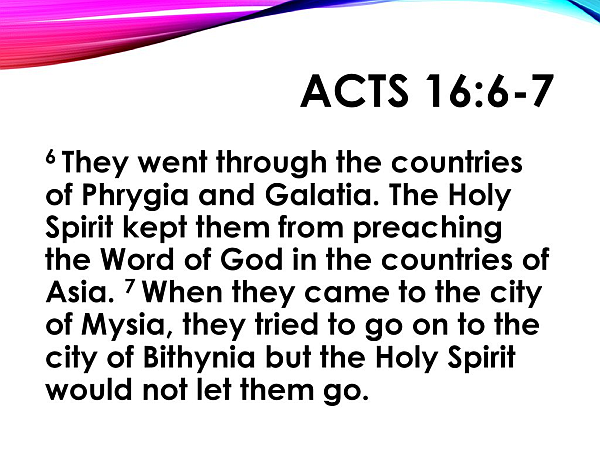 ACTS 16:6-7
6 They went through the countries
of Phrygia and Galatia. The Holy
Spirit kept them from preaching
the Word of God in the countries of
Asia. 7 When they came to the city
of Mysia, they tried to go on to the
city of Bithynia but the Holy Spirit
would not let them go.